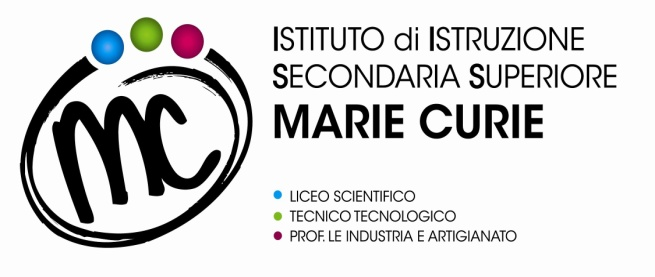 mc
ISTITUTO di ISTRUZIONE
SECONDARIA SUPERIORE
MARIE CURIE
LICEO SCIENTIFICO
TECNICO TECNOLOGICO
PROF. LE INDUSTRIA E ARTIGIANATO